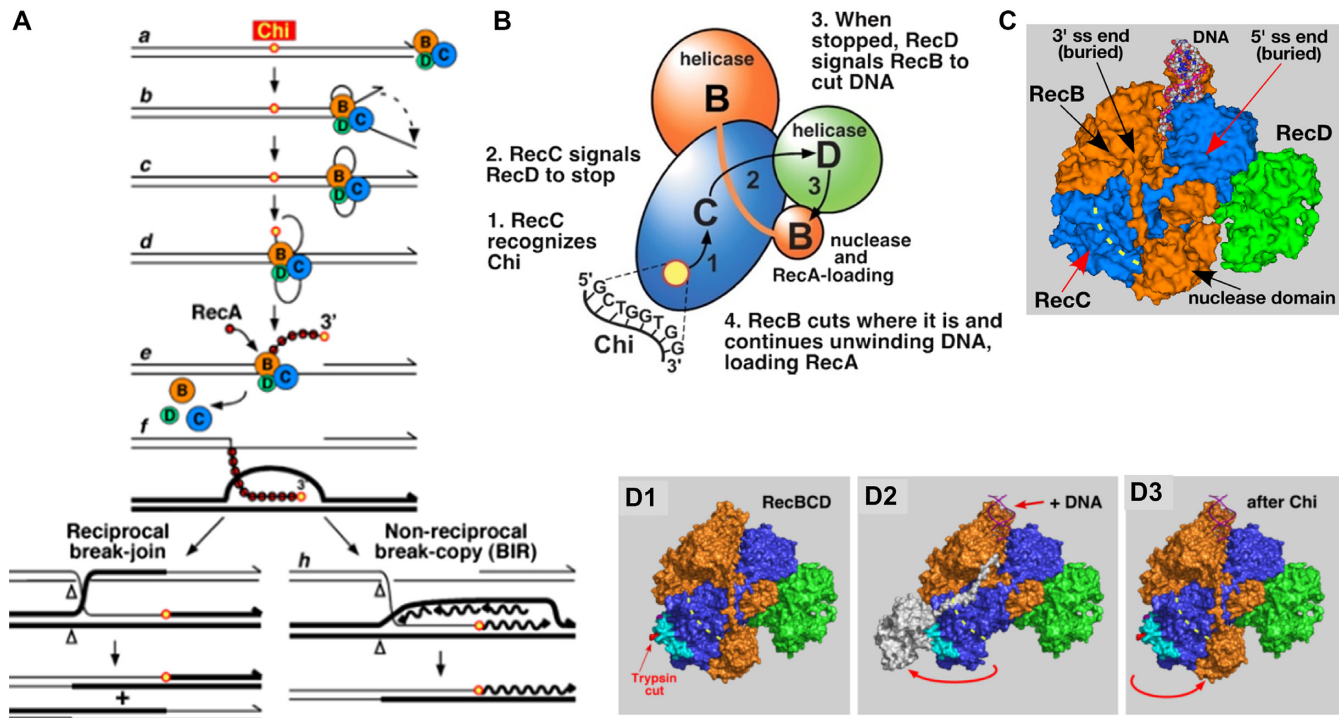 A
Chi
a
B
D
C
b
B
D
C
c
B
D
C
d
B
D
C
RecA
3'
e
B
D
C
B
D
C
f
3'
Reciprocal
break-join
Non-reciprocal
break-copy (BIR)
h
+
B
helicase
B
3. When
stopped, RecD
signals RecB to
cut DNA
helicase
D
2. RecC signals
RecD to stop
2
3
C
1. RecC
recognizes
Chi
1
B
nuclease
and
RecA-loading
5'
GCTGGTGG
3'
Chi
4. RecB cuts where it is and
continues unwinding DNA,
loading RecA
C
3' ss end
(buried)
DNA
5' ss end
(buried)
RecB
RecD
RecC
nuclease domain
D1
RecBCD
Trypsin
cut
D2
+ DNA
D3
after Chi